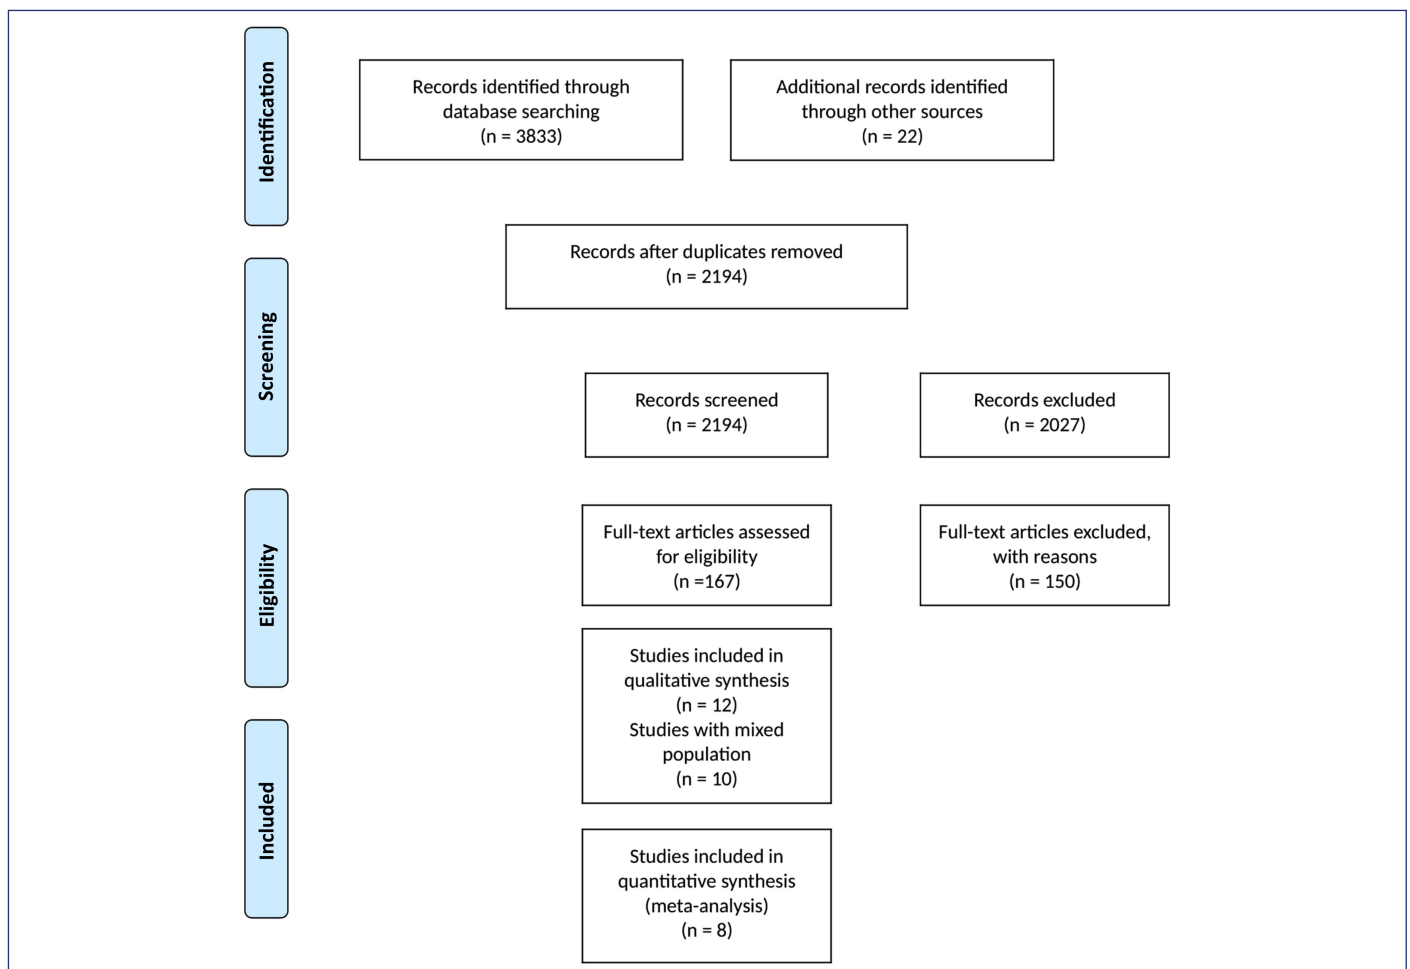 Identification
Records identified through
database searching
(n = 3833)
Additional records identified
through other sources
(n = 22)
Records after duplicates removed
(n = 2194)
Screening
Records screened
(n = 2194)
Records excluded
(n = 2027)
Eligibility
Full-text articles assessed
for eligibility
(n =167)
Full-text articles excluded,
with reasons
(n = 150)
Studies included in
qualitative synthesis
(n = 12)
Studies with mixed
population
(n = 10)
Included
Studies included in
quantitative synthesis
(meta-analysis)
(n = 8)